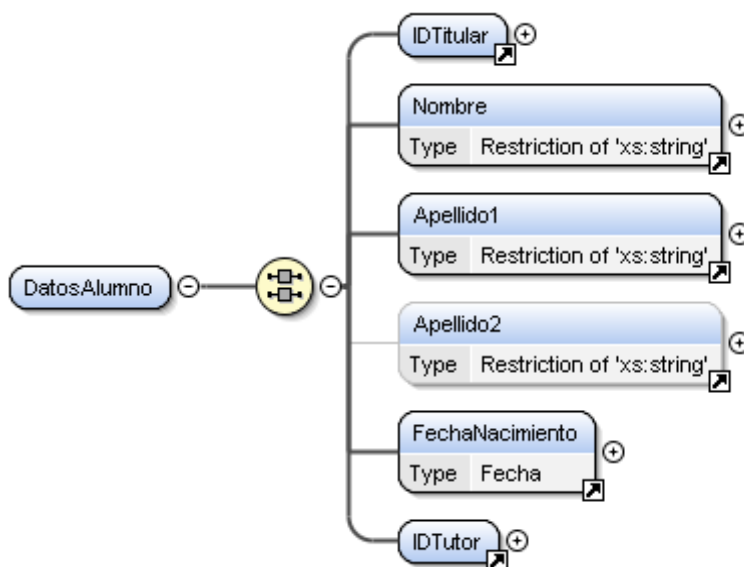 IDTitular
Nombre
Type Restriction of 'xs:string'
Apellido1
Type Restriction of 'xs:string'
DatosAlumno
Apellido2
Type Restriction of 'xs:string'
FechaNacimiento
Type Fecha
IDTutor